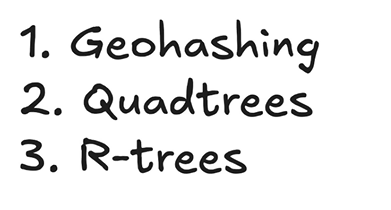 1. Geohashing
2. Quadtrees
3. R-trees